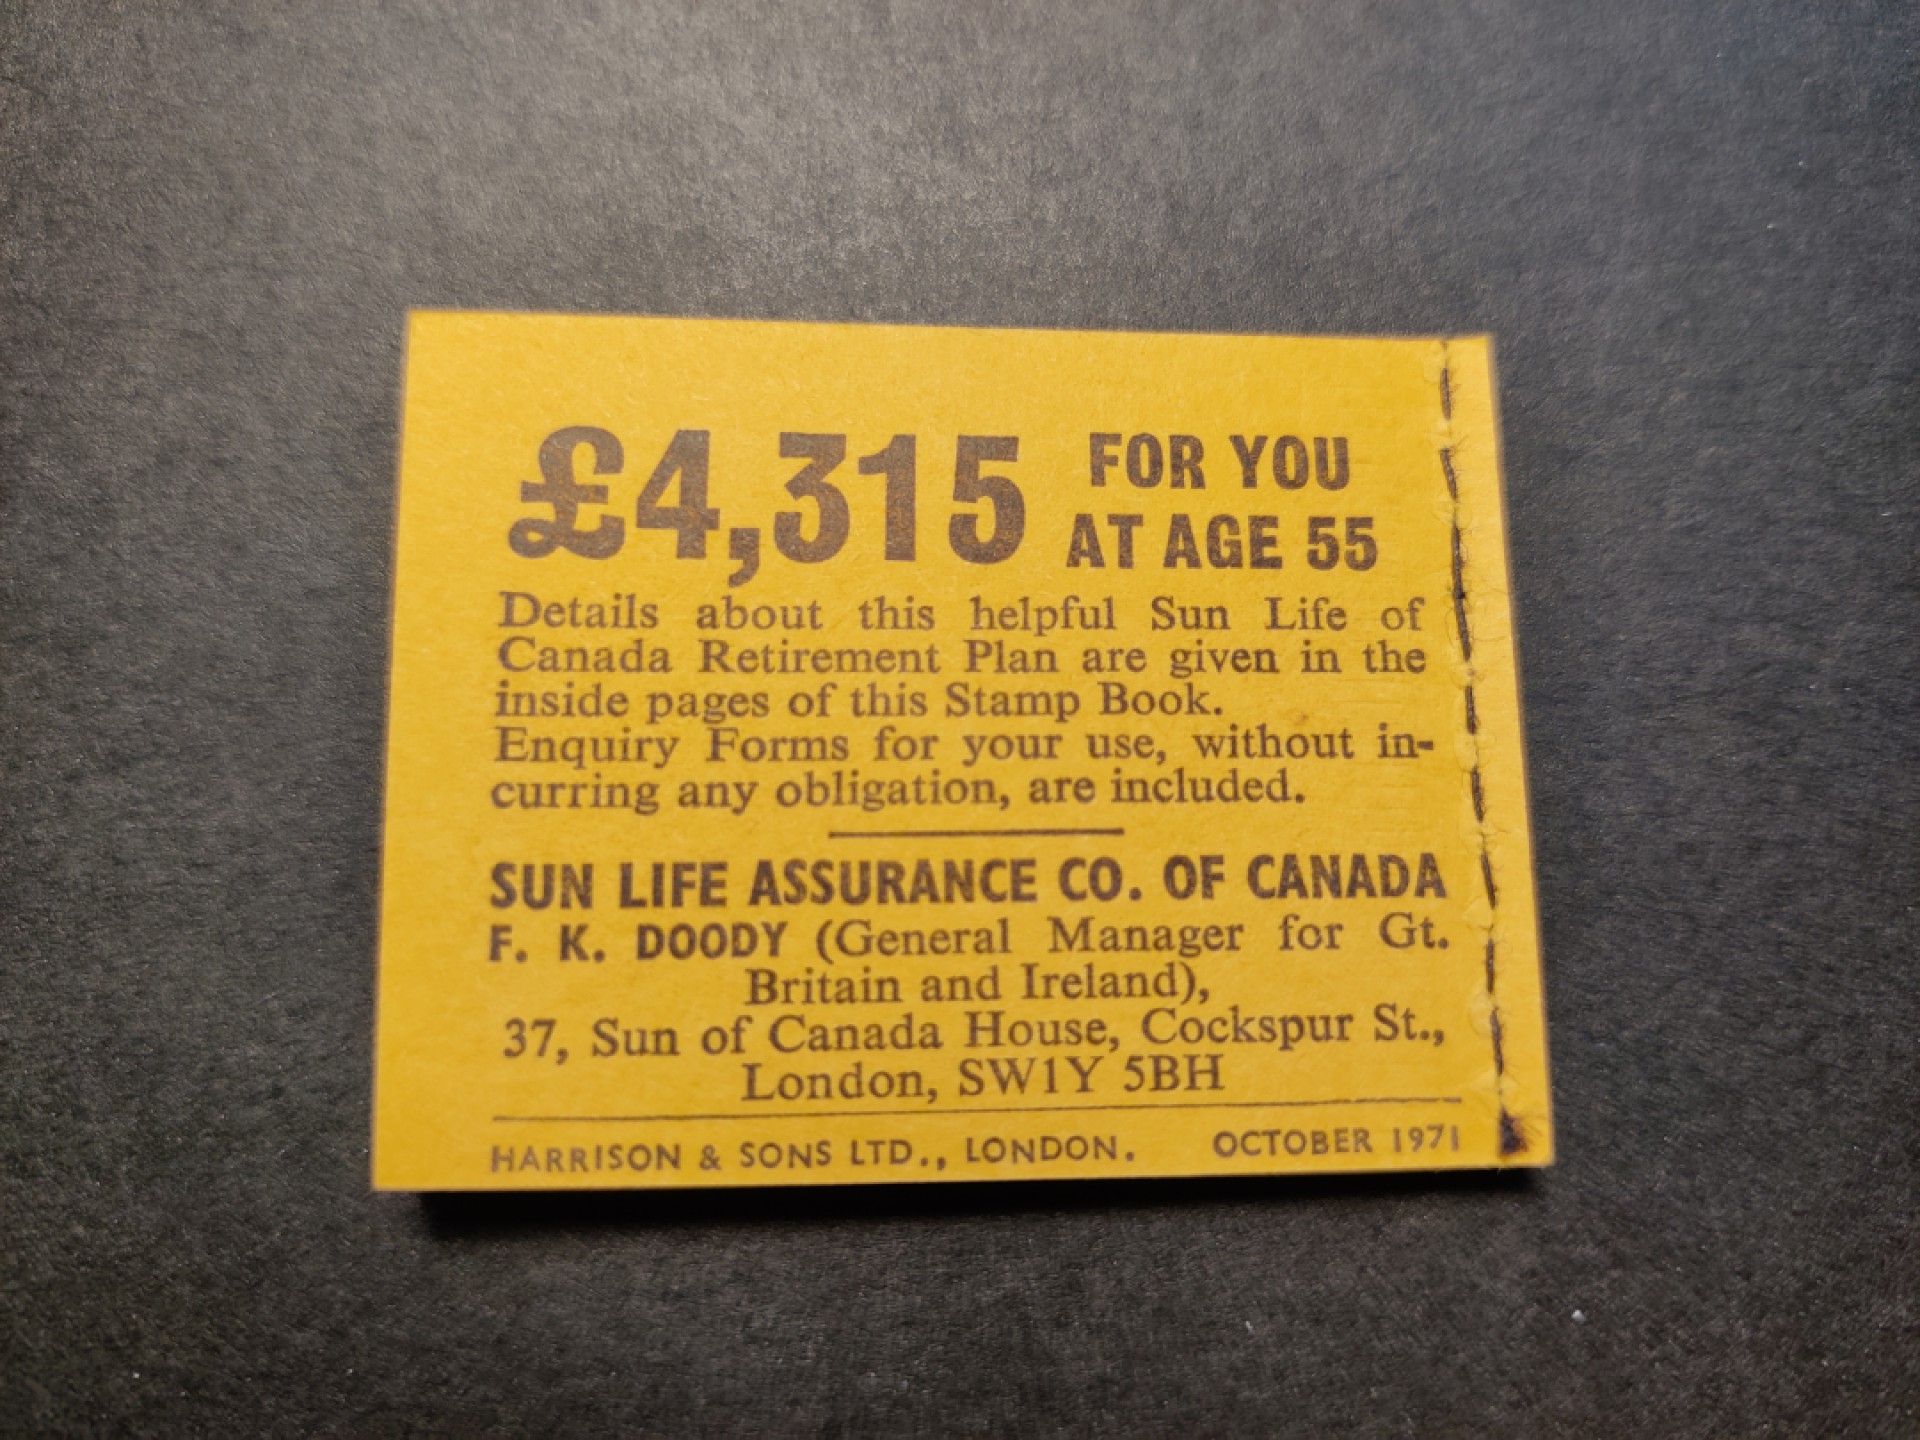 £4,315 FOR YOU
AT AGE 55
Details about this helpful Sun Life of
Canada Retirement Plan are given in the
inside pages of this Stamp Book.
Enquiry Forms for your use, without in-
curring any obligation, are included.
SUN LIFE ASSURANCE CO. OF CANADA
F. K. DOODY (General Manager for Gt.
Britain and Ireland),
37, Sun of Canada House, Cockspur St.,
London, SW1Y 5BH
HARRISON & SONS LTD., LONDON. OCTOBER 1971